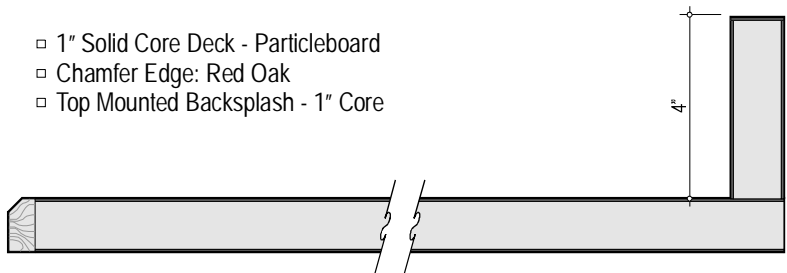 □ 1" Solid Core Deck - Particleboard
□ Chamfer Edge: Red Oak
□ Top Mounted Backsplash - 1" Core
4"